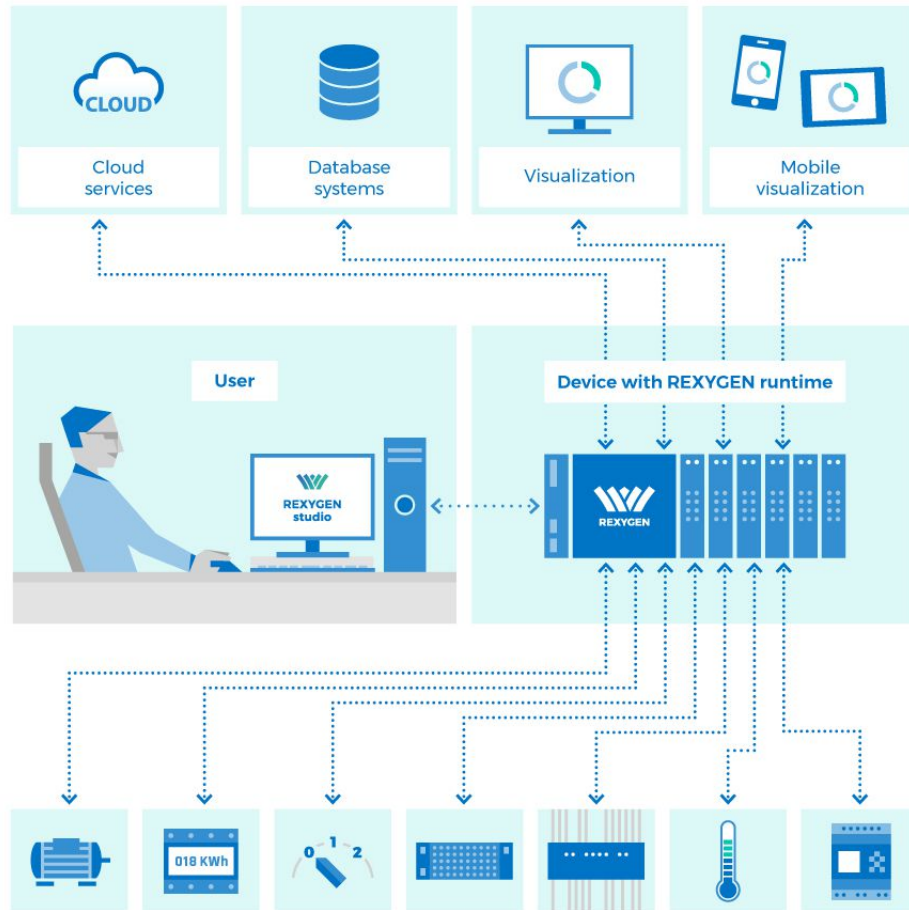 CLOUD
Cloud
services
Database
systems
Visualization
Mobile
visualization
User
Device with REXYGEN runtime
REXYGEN
studio
REXYGEN
018 KWh
0 1 2